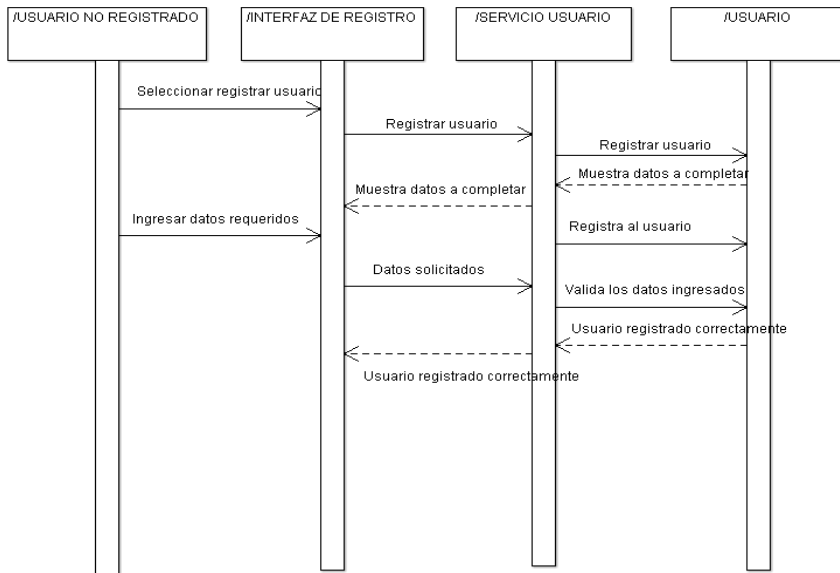 /USUARIO NO REGISTRADO
/INTERFAZ DE REGISTRO
/SERVICIO USUARIO
/USUARIO
Seleccionar registrar usuario
Registrar usuario
Registrar usuario
Muestra datos a completar
Muestra datos a completar
Ingresar datos requeridos
Registra al usuario
Datos solicitados
Valida los datos ingresados
Usuario registrado correctamente
Usuario registrado correctamente